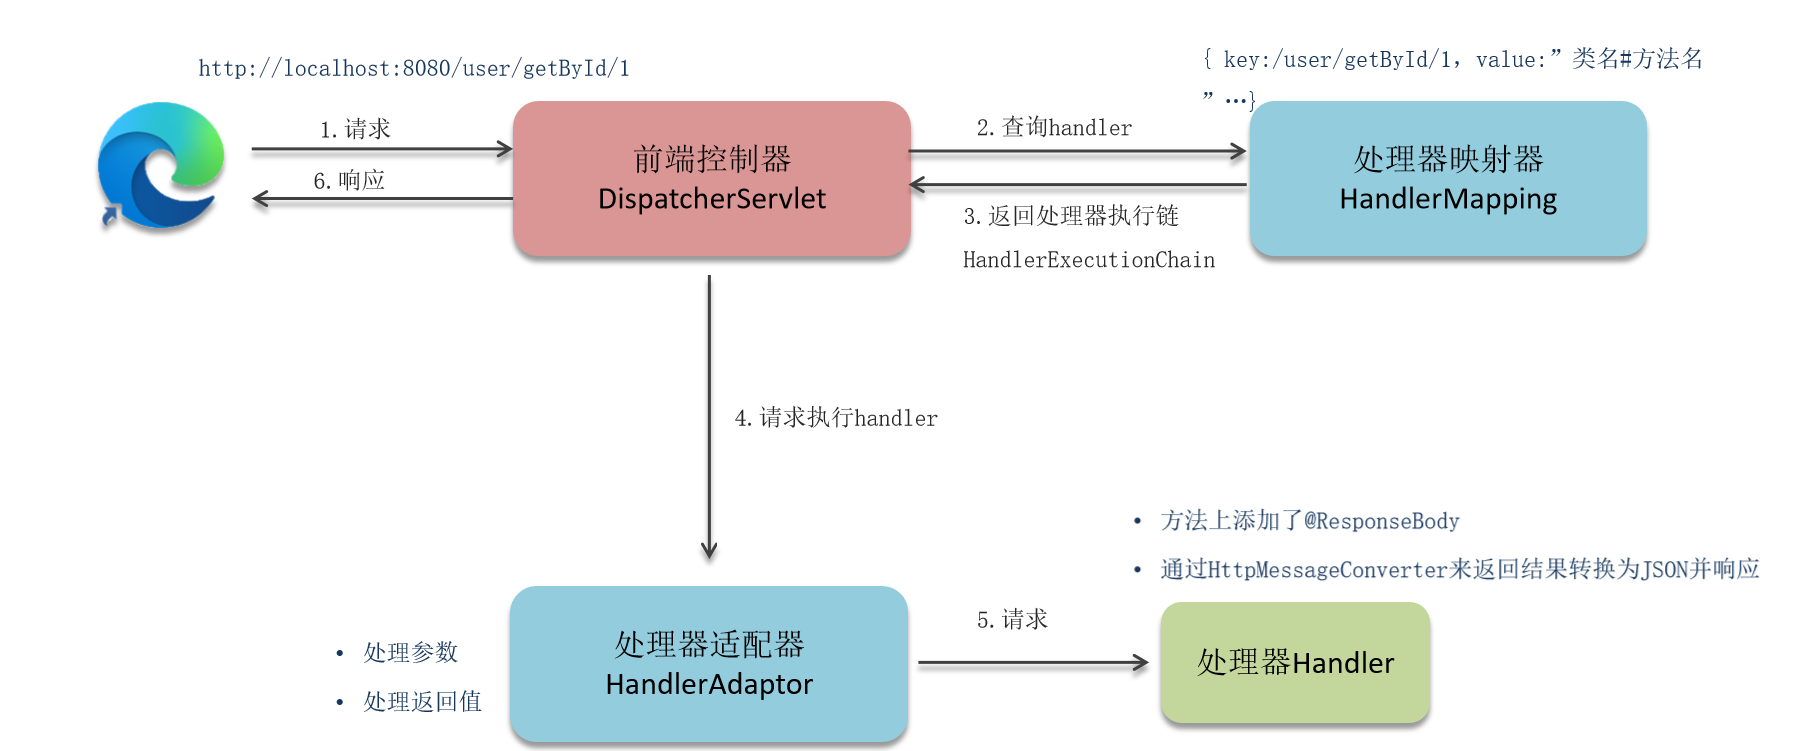 http://localhost:8080/user/getById/1
{ key:/user/getById/1, value:”类名#方法名
”…}
1.请求
6.响应
前端控制器
DispatcherServlet
2.查询handler
3.返回处理器执行链
HandlerExecutionChain
处理器映射器
HandlerMapping
4.请求执行handler
• 方法上添加了@ResponseBody
• 通过HttpMessageConverter来返回结果转换为JSON并响应
• 处理参数
• 处理返回值
处理器适配器
HandlerAdaptor
5.请求
处理器Handler